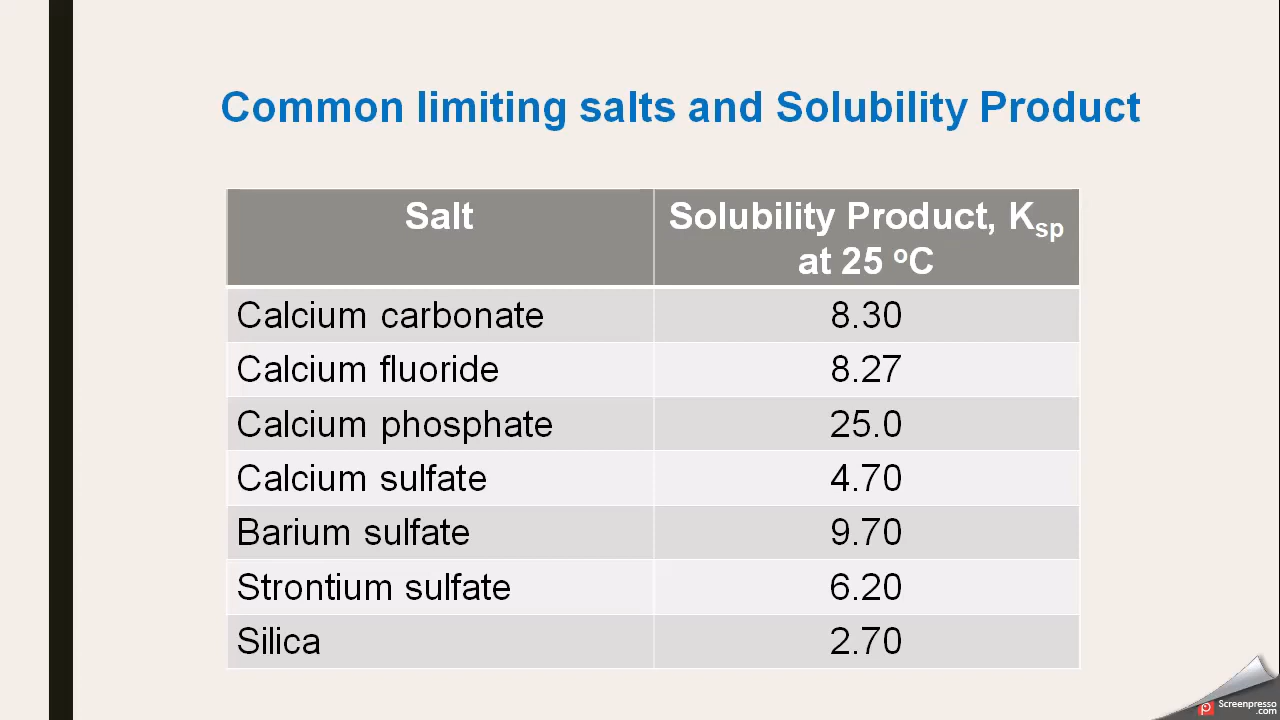 Common limiting salts and Solubility Product
Salt
Solubility Product, Ksp
at 25 oC
Calcium carbonate 8.30
Calcium fluoride 8.27
Calcium phosphate 25.0
Calcium sulfate 4.70
Barium sulfate 9.70
Strontium sulfate 6.20
Silica 2.70
Screenpresso
.com